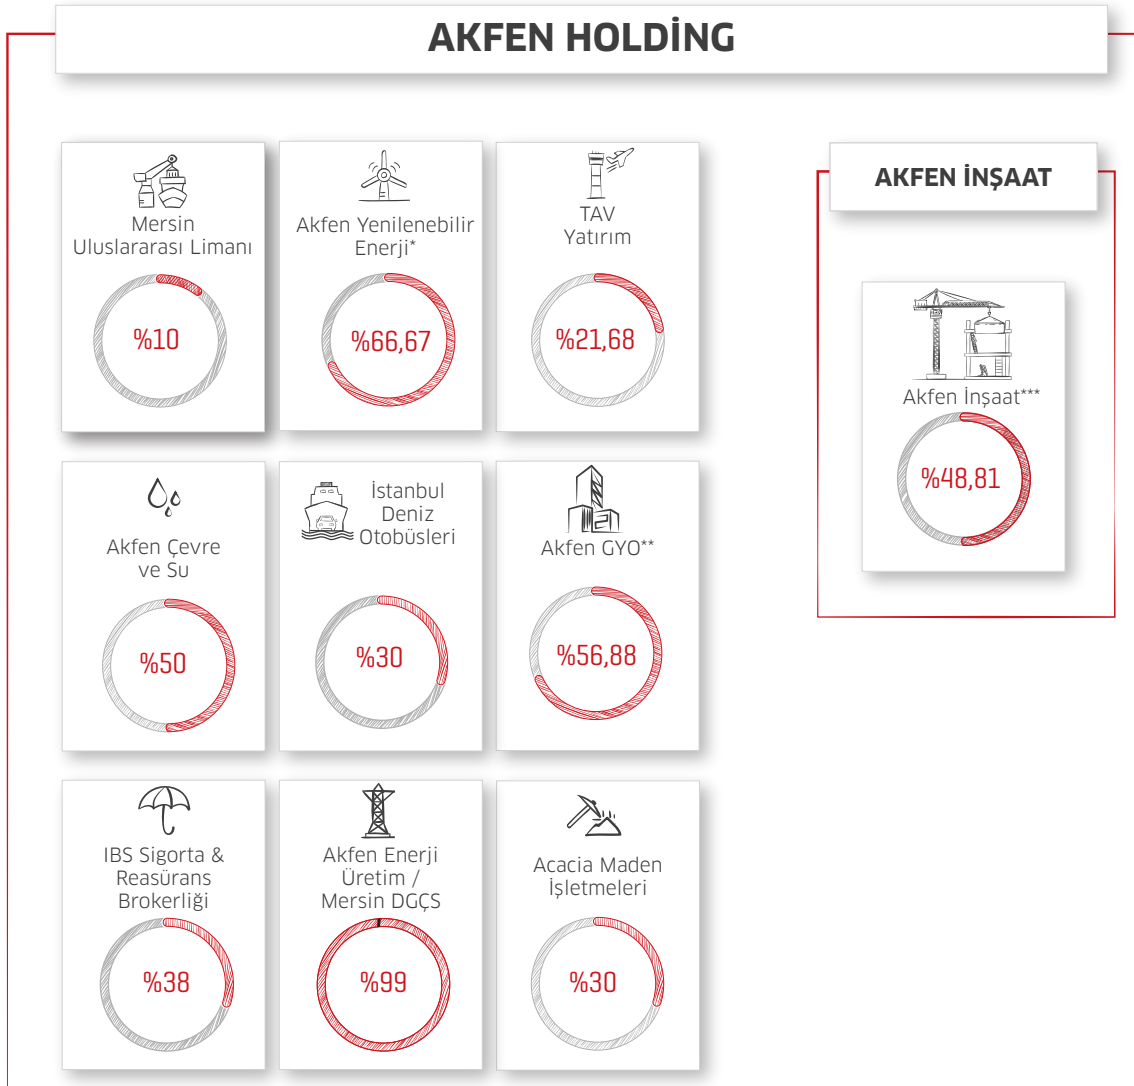 AKFEN HOLDİNG
Mersin
Uluslararası Limanı
%10
Akfen Yenilenebilir
Enerji*
%66,67
TAV
Yatırım
%21,68
AKFEN İNŞAAT
Akfen İnşaat***
%48,81
Akfen Çevre
ve Su
%50
İstanbul
Deniz
Otobüsleri
%30
Akfen GYO**
%56,88
IBS Sigorta &
Reasürans
Brokerliği
%38
Akfen Enerji
Üretim /
Mersin DGÇS
%99
Acacia Maden
İşletmeleri
%30